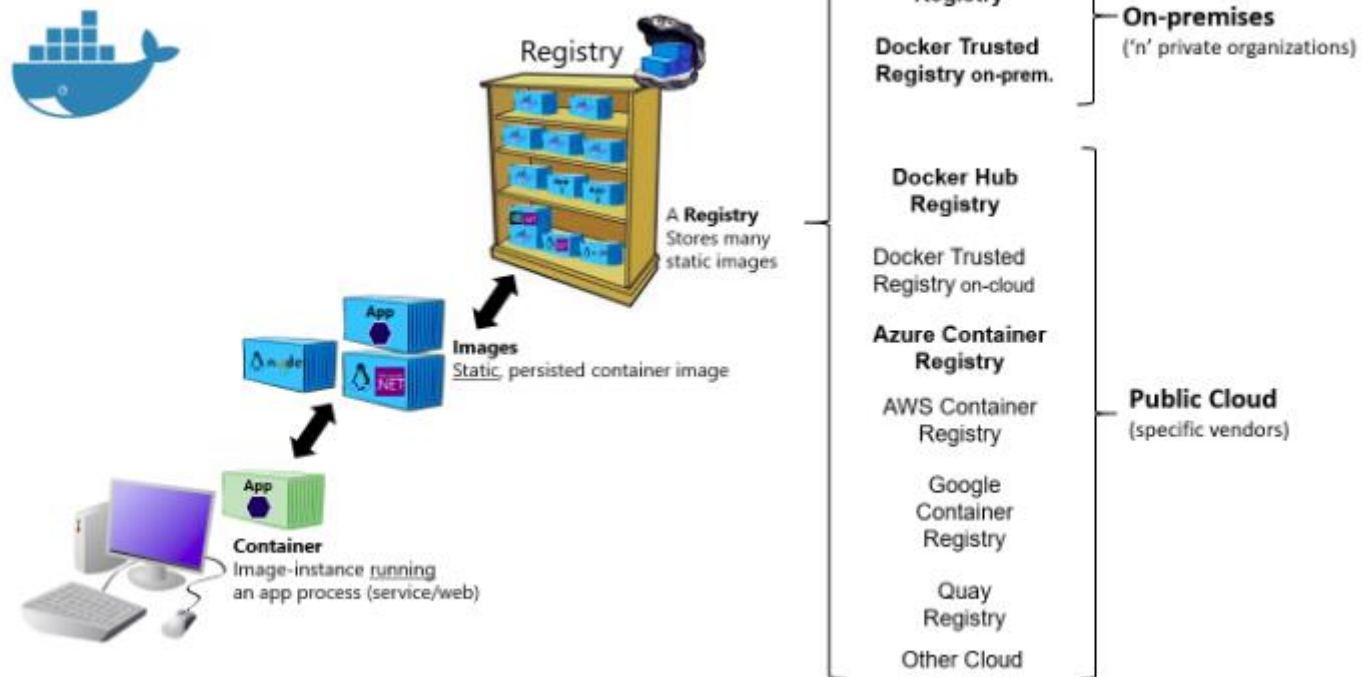 Registry
A Registry
Stores many
static images
App
node
.NET
Images
Static, persisted container image
App
Container
Image-instance running
an app process (service/web)
Registry
Docker Trusted
Registry on-prem.
On-premises
('n' private organizations)
Docker Hub
Registry
Docker Trusted
Registry on-cloud
Azure Container
Registry
AWS Container
Registry
Google
Container
Registry
Quay
Registry
Other Cloud
Public Cloud
(specific vendors)